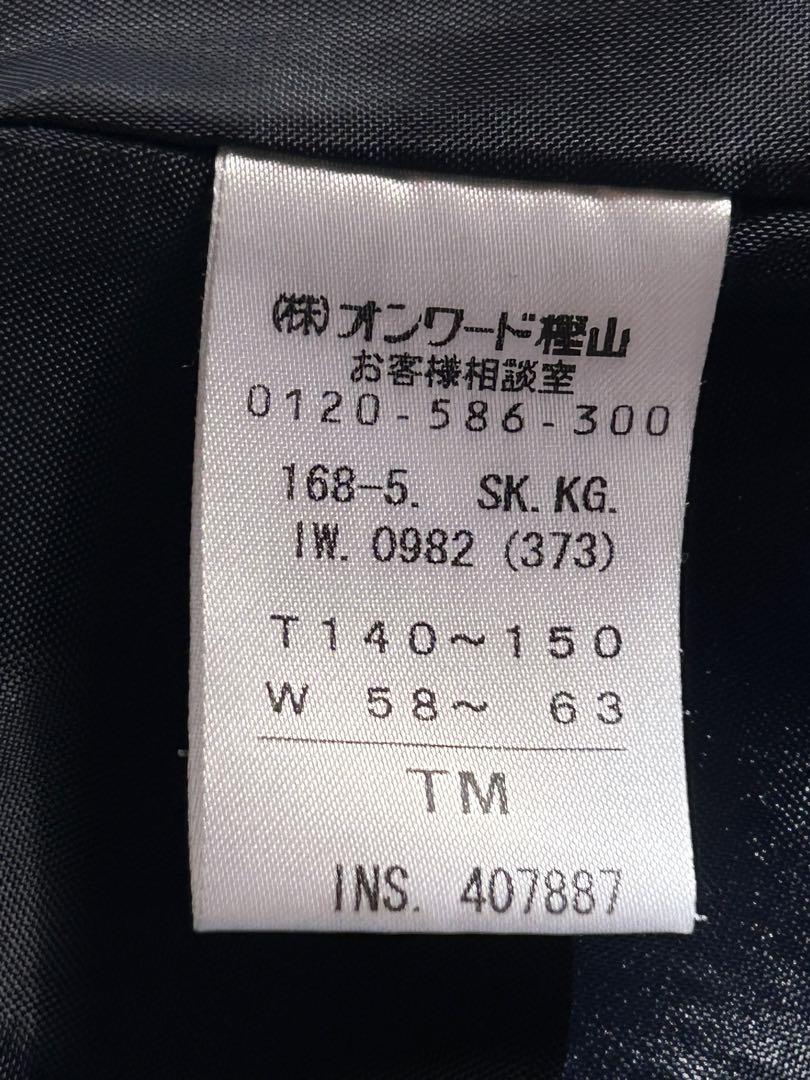 (株)オンワード樫山
お客様相談室
0120-586-300
168-5. SK.KG.
IW. 0982 (373)
T140~150
W 58~ 63
TM
INS. 407887